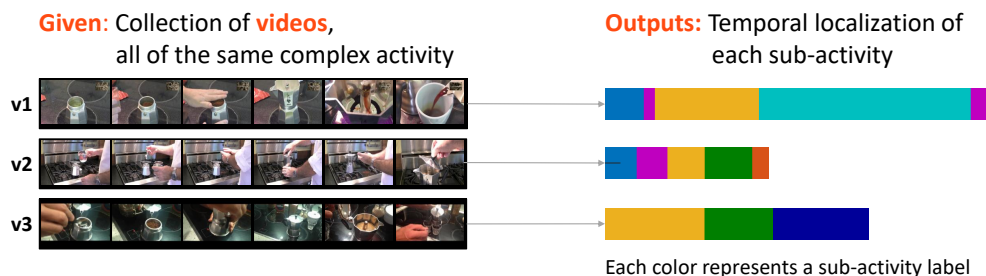 Given: Collection of videos,
all of the same complex activity
Outputs: Temporal localization of
each sub-activity
v1
v2
v3
Each color represents a sub-activity label